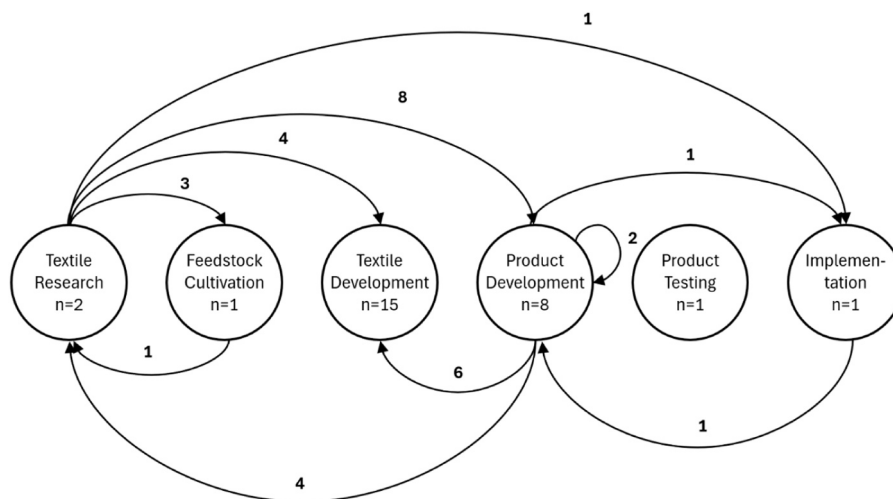 1
8
4
3
1
Textile
Research
n=2
Feedstock
Cultivation
n=1
Textile
Development
n=15
Product
Development
n=8
2
Product
Testing
n=1
Implemen-
tation
n=1
1
6
1
4